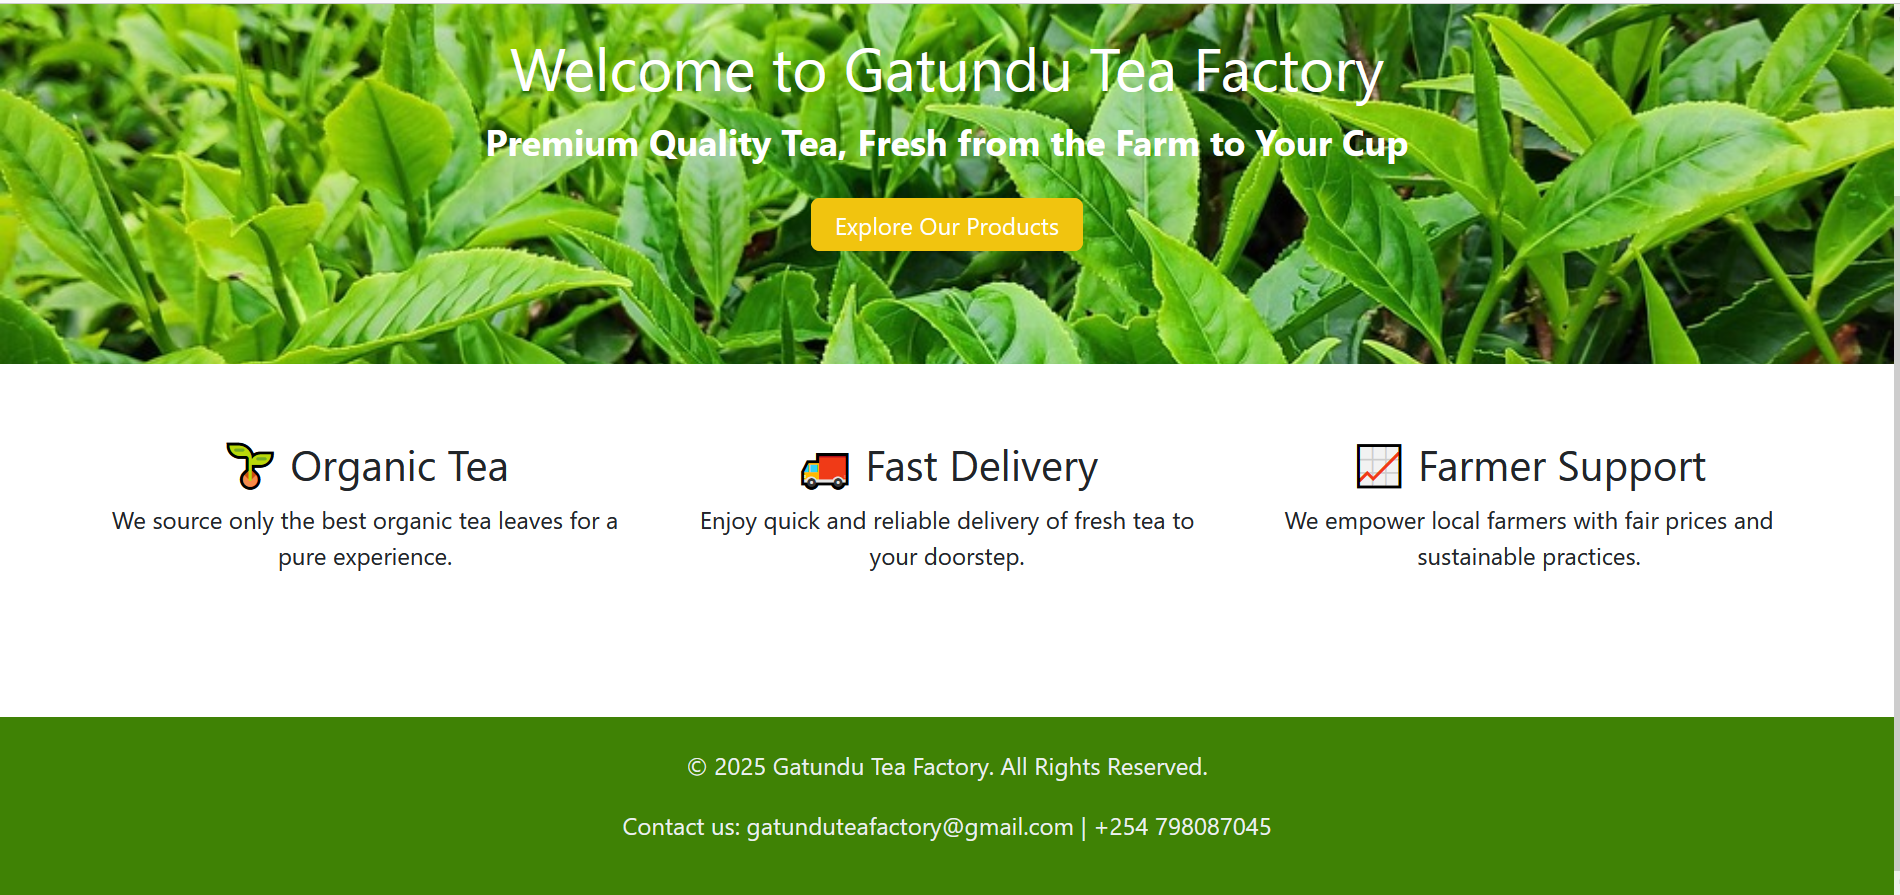 Welcome to Gatundu Tea Factory
Premium Quality Tea, Fresh from the Farm to Your Cup
Explore Our Products
Organic Tea
We source only the best organic tea leaves for a
pure experience.
Fast Delivery
Enjoy quick and reliable delivery of fresh tea to
your doorstep.
Farmer Support
We empower local farmers with fair prices and
sustainable practices.
© 2025 Gatundu Tea Factory. All Rights Reserved.
Contact us: gatunduteafactory@gmail.com | +254 798087045